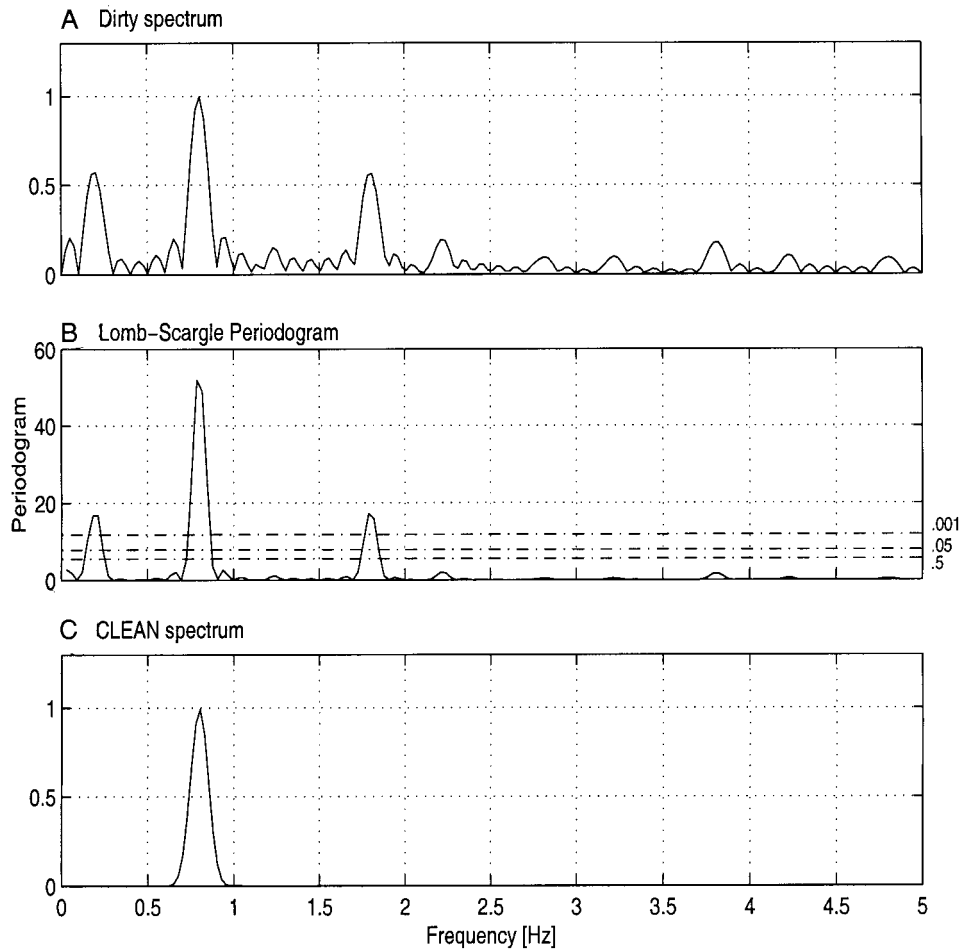 A Dirty spectrum
1
0.5
0
B Lomb-Scargle Periodogram
60
40
20
0
Periodogram
.001
.05
.5
C CLEAN spectrum
1
0.5
0
0 0.5 1 1.5 2 2.5 3 3.5 4 4.5 5
Frequency [Hz]